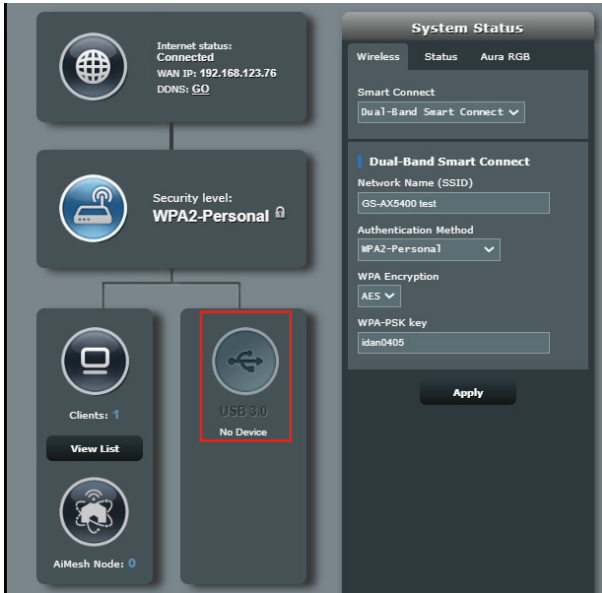 Internet status:
Connected
WAN IP: 192.168.123.76
DDNS: GO
Security level:
WPA2-Personal
Clients: 1
View List
AiMesh Node: 0
USB 3.0
No Device
System Status
Wireless Status Aura RGB
Smart Connect
Dual-Band Smart Connect
Dual-Band Smart Connect
Network Name (SSID)
GS-AX5400 test
Authentication Method
WPA2-Personal
WPA Encryption
AES
WPA-PSK key
idan0405
Apply